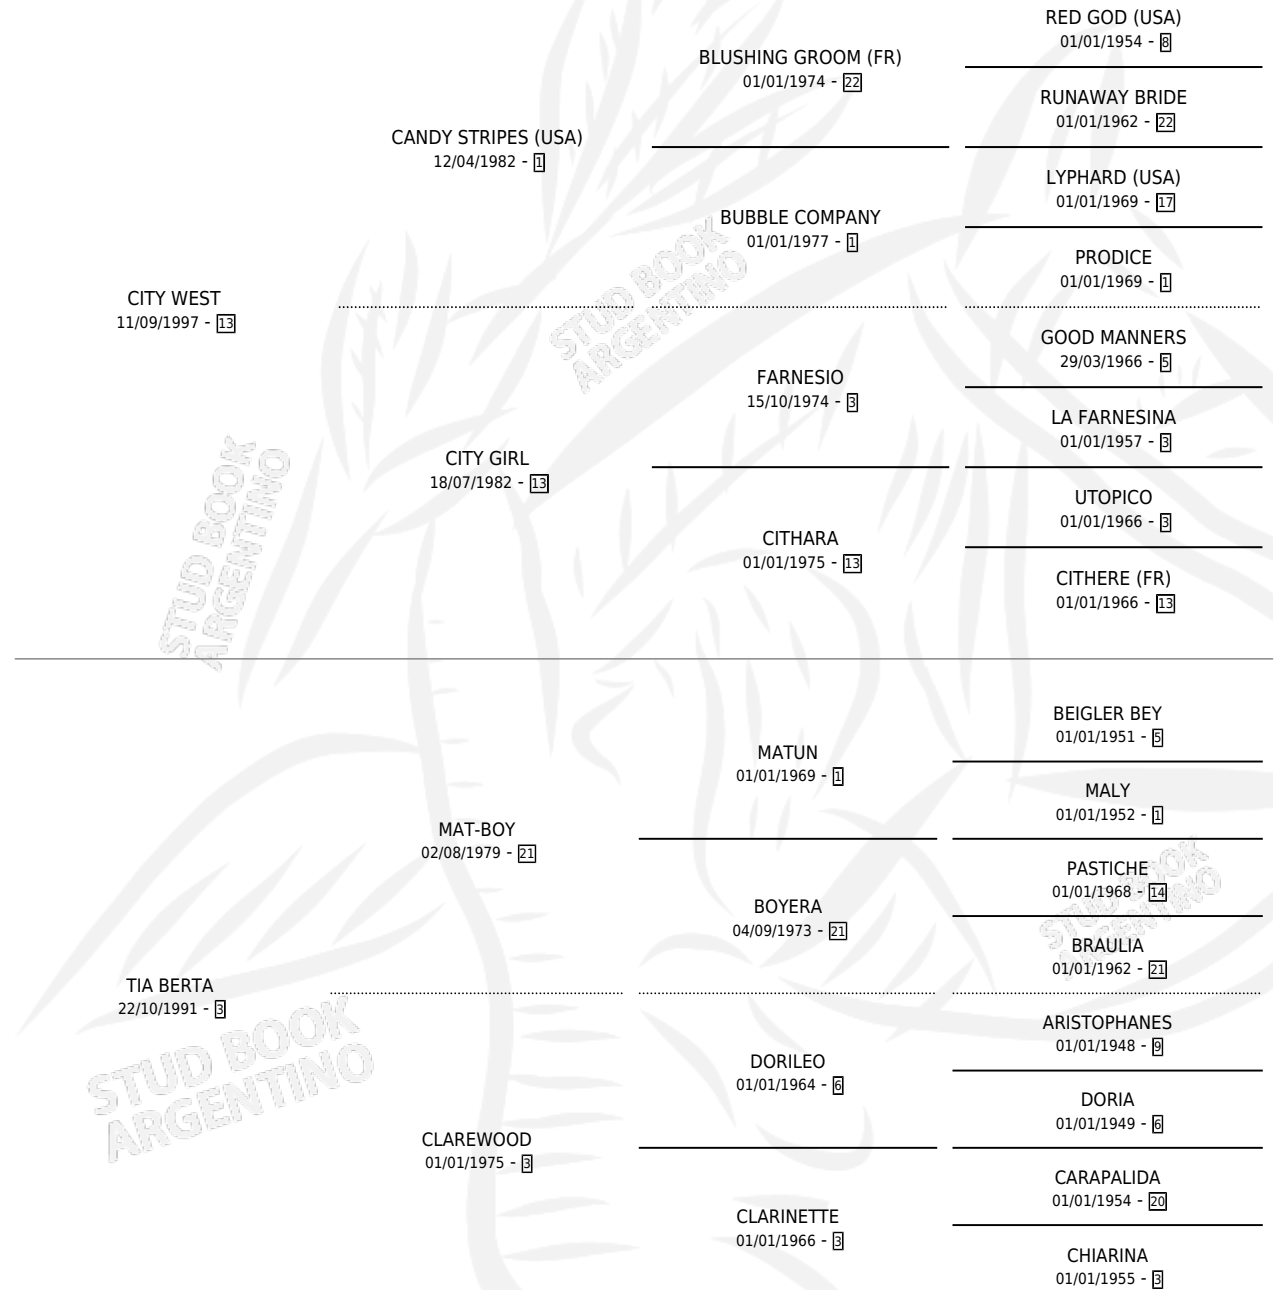 RED GOD (USA)
01/01/1954 - 8
BLUSHING GROOM (FR)
01/01/1974 - 22
RUNAWAY BRIDE
01/01/1962 - 22
CANDY STRIPES (USA)
12/04/1982 - 1
LYPHARD (USA)
01/01/1969 - 17
BUBBLE COMPANY
01/01/1977 - 1
PRODICE
01/01/1969 - 1
CITY WEST
11/09/1997 - 13
STUD BOOK
ARGENTINO
GOOD MANNERS
29/03/1966 - 5
FARNESIO
15/10/1974 - 3
LA FARNESINA
01/01/1957 - 3
CITY GIRL
18/07/1982 - 13
UTOPICO
01/01/1966 - 3
CITHARA
01/01/1975 - 13
CITHERE (FR)
01/01/1966 - 13
STUD BOOK
ARGENTINO
BEIGLER BEY
01/01/1951 - 5
MATUN
01/01/1969 - 1
MALY
01/01/1952 - 1
MAT-BOY
02/08/1979 - 21
PASTICHE
01/01/1968 - 14
STUD BOOK
ARGENTINO
BOYERA
04/09/1973 - 21
BRAULIA
01/01/1962 - 21
TIA BERTA
22/10/1991 - 3
STUD BOOK
ARGENTINO
ARISTOPHANES
01/01/1948 - 9
DORILEO
01/01/1964 - 6
DORIA
01/01/1949 - 6
CLAREWOOD
01/01/1975 - 3
CARAPALIDA
01/01/1954 - 20
CLARINETTE
01/01/1966 - 3
CHIARINA
01/01/1955 - 3